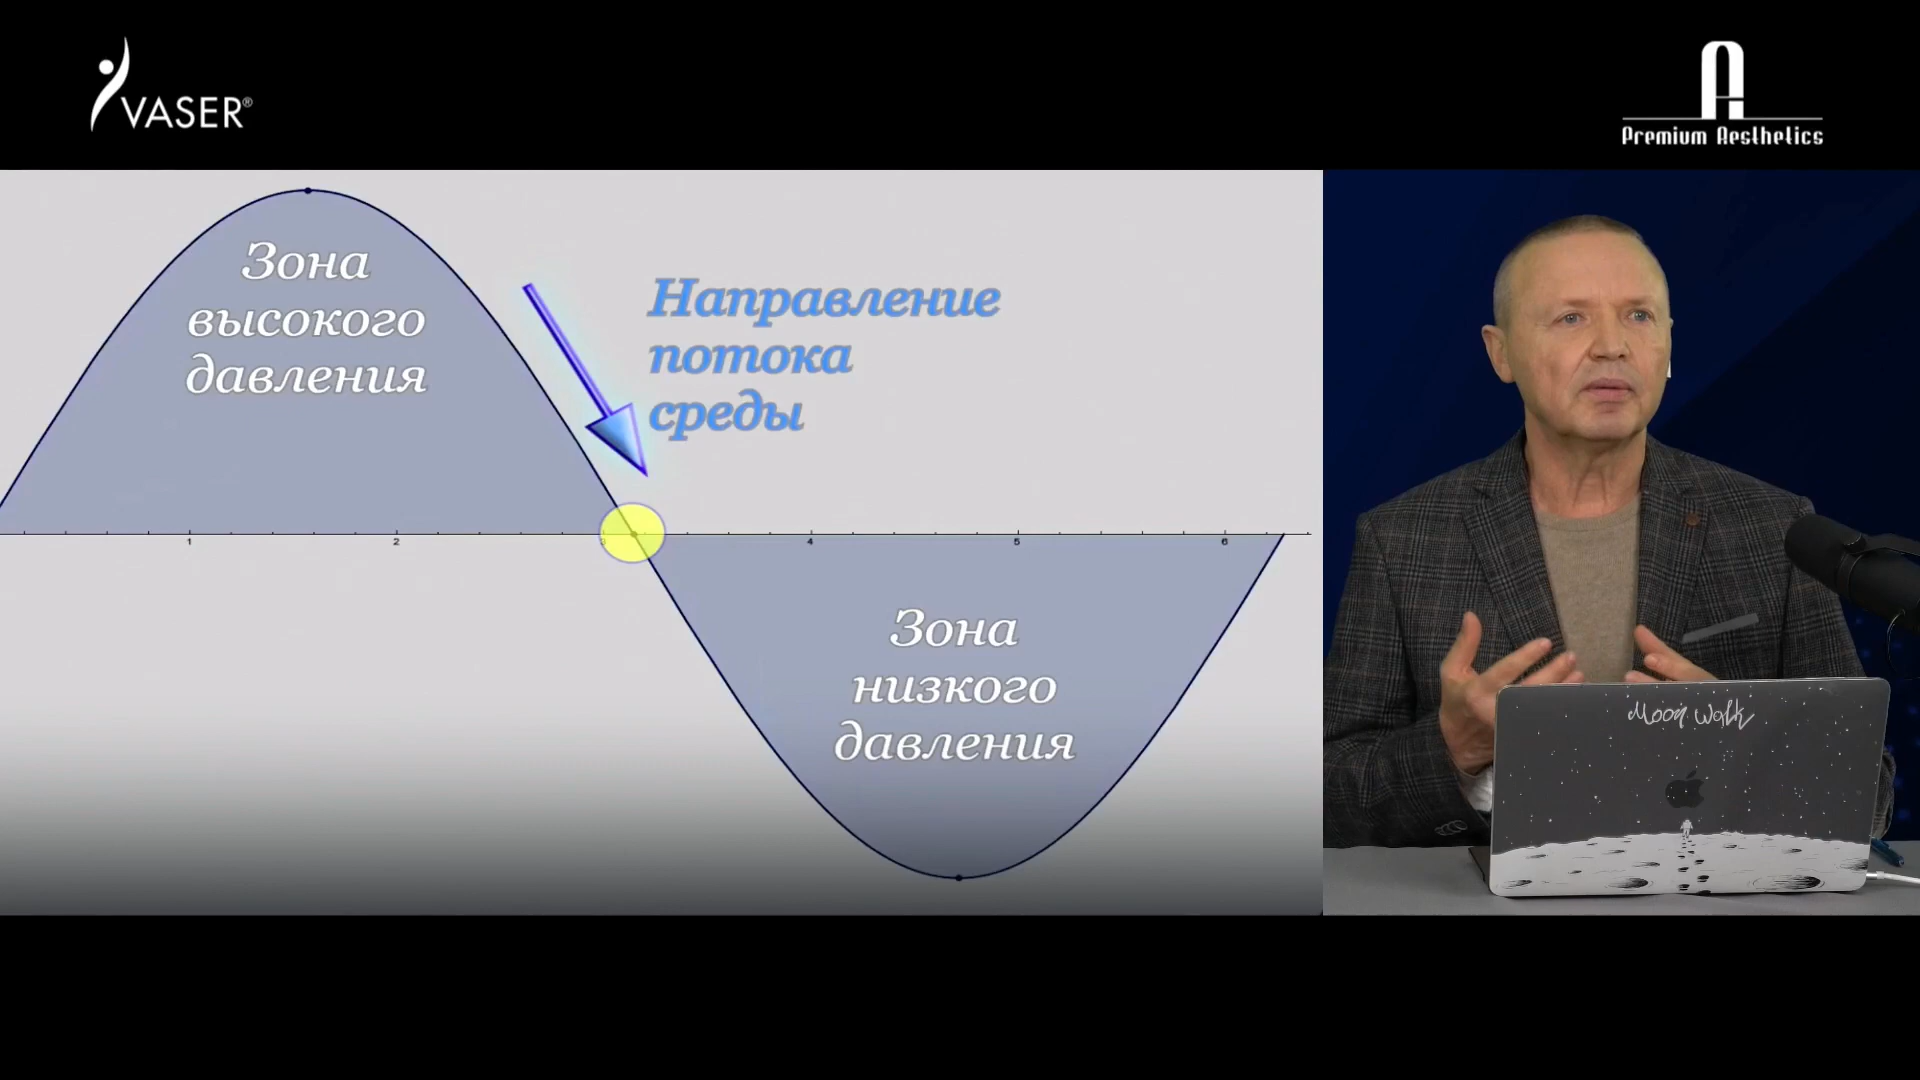 VASER®
Premium Aesthetics
Зона
высокого
давления
Направление
потока
среды
1 2 3 4 5 6
Зона
низкого
давления
Moon Walk